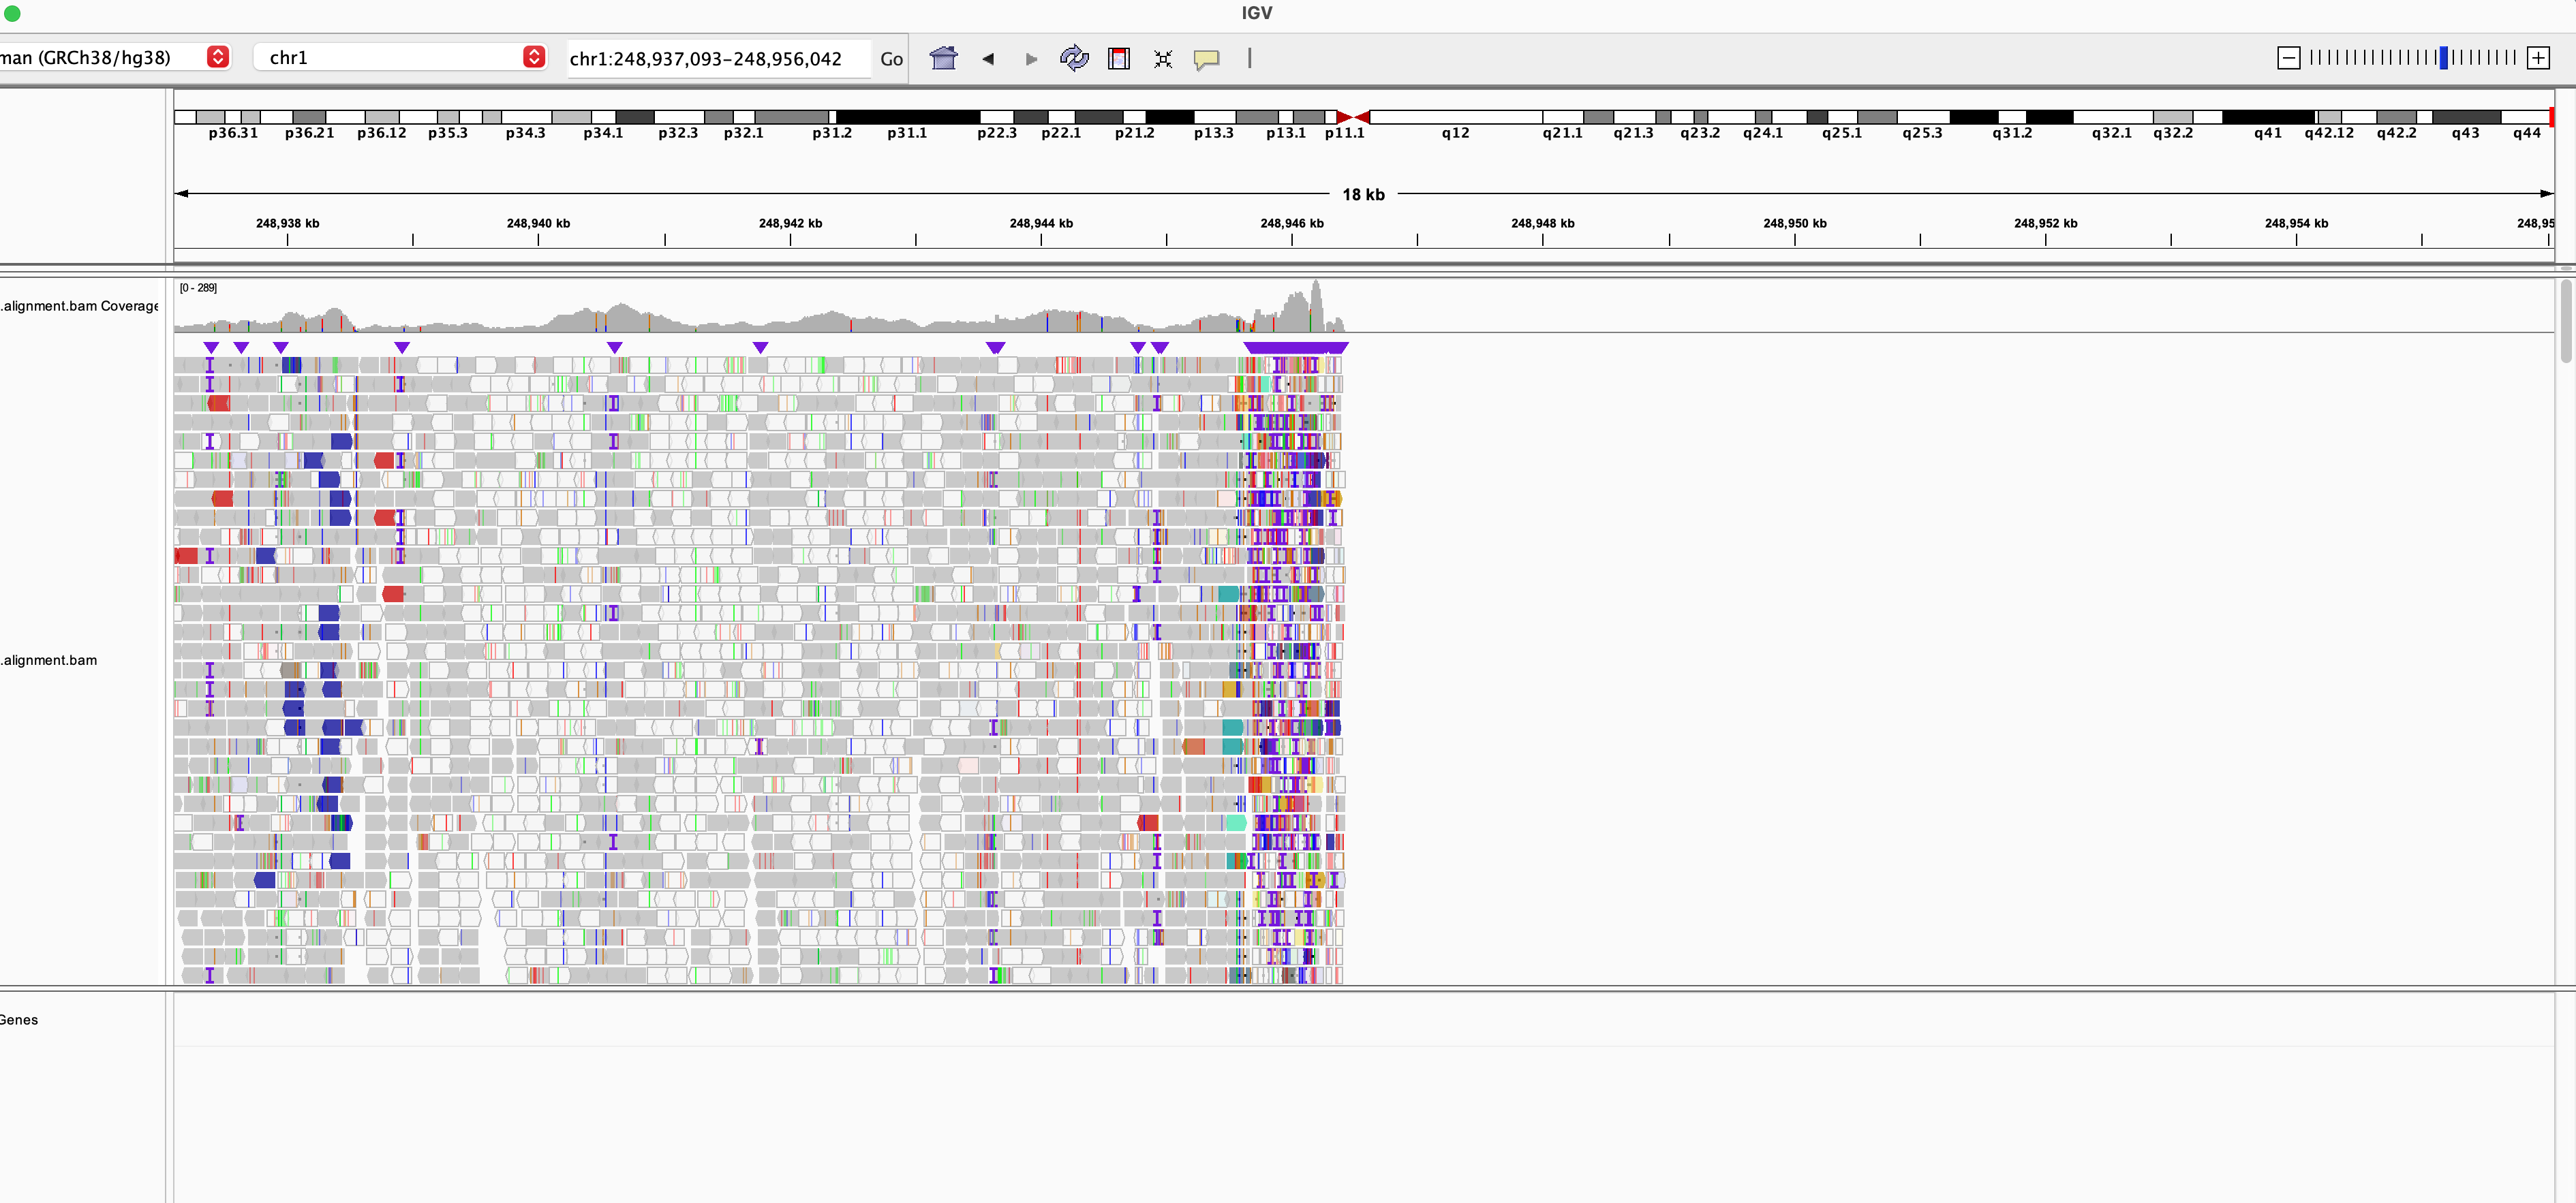 IGV
man (GRCh38/hg38) chr1 chr1:248,937,093-248,956,042 Go
p36.31 p36.21 p36.12 p35.3 p34.3 p34.1 p32.3 p32.1 p31.2 p31.1 p22.3 p22.1 p21.2 p13.3 p13.1 p11.1 q12 q21.1 q21.3 q23.2 q24.1 q25.1 q25.3 q31.2 q32.1 q32.2 q41 q42.12 q42.2 q43 q44
18 kb
248,938 kb 248,940 kb 248,942 kb 248,944 kb 248,946 kb 248,948 kb 248,950 kb 248,952 kb 248,954 kb 248,95
[0 - 289]
.alignment.bam Coverage
.alignment.bam
Genes